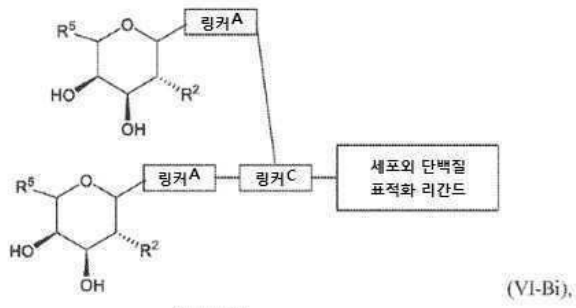 R⁵ O 링커A
HO R²
OH
R⁵ O 링커A 링커C 세포외 단백질
표적화 리간드
HO R²
OH
(VI-Bi),